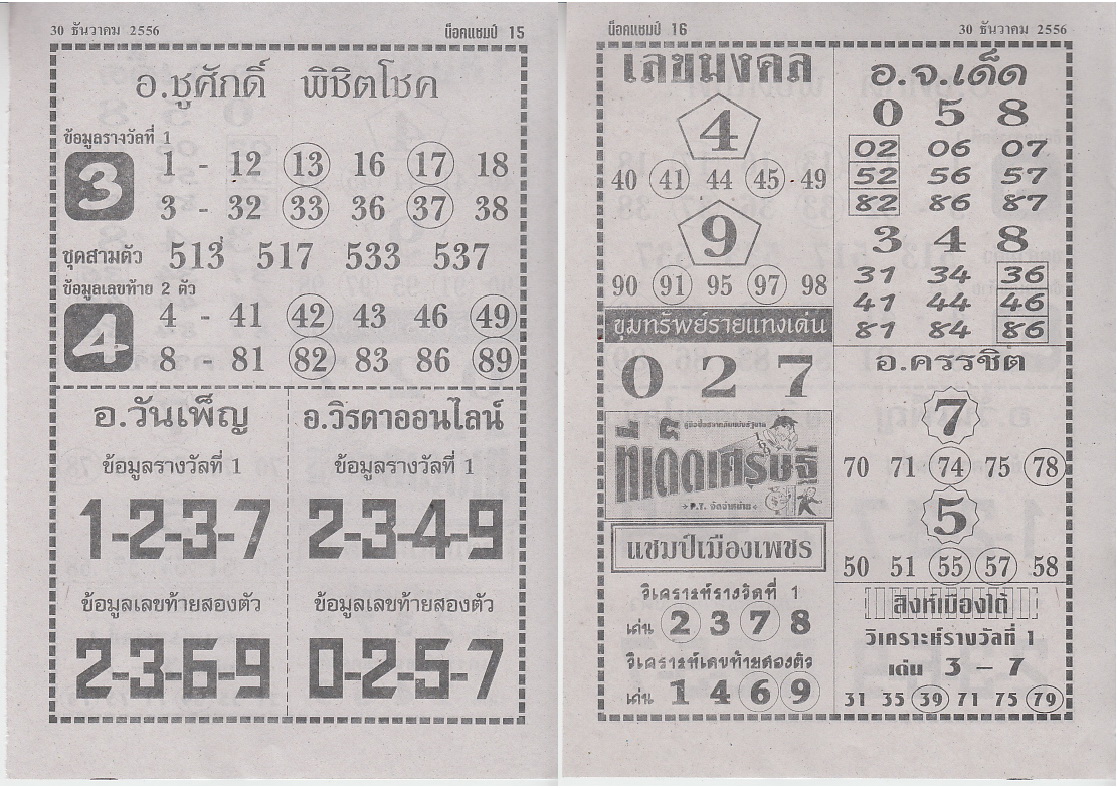 30 ธันวาคม 2556
น็อคแชมป์ 15
อ.ชูศักดิ์ พิชิตโชค
ข้อมูลรางวัลที่ 1
3
1 - 12 13 16 17 18
3 - 32 33 36 37 38
ชุดสามตัว 513 517 533 537
ข้อมูลเลขท้าย 2 ตัว
4
4 - 41 42 43 46 49
8 - 81 82 83 86 89
อ.วันเพ็ญ
ข้อมูลรางวัลที่ 1
1-2-3-7
ข้อมูลเลขท้ายสองตัว
2-3-6-9
อ.วิรดาออนไลน์
ข้อมูลรางวัลที่ 1
2-3-4-9
ข้อมูลเลขท้ายสองตัว
0-2-5-7
น็อคแชมป์ 16
30 ธันวาคม 2556
เลขมงคล
4
40 41 44 45 49
9
90 91 95 97 98
ขุมทรัพย์รายแทงเด่น
0 2 7
ที่เด็ดเศรษฐี
P.T. จัดจำหน่าย
แชมป์เมืองเพชร
วิเคราะห์รางวัลที่ 1
เด่น 2 3 7 8
วิเคราะห์เลขท้ายสองตัว
เด่น 1 4 6 9
อ.จ.เด็ด
0 5 8
02 06 07
52 56 57
82 86 87
3 4 8
31 34 36
41 44 46
81 84 86
อ.ครรชิต
7
70 71 74 75 78
5
50 51 55 57 58
สิงห์เมืองใต้
วิเคราะห์รางวัลที่ 1
เด่น 3 - 7
31 35 39 71 75 79